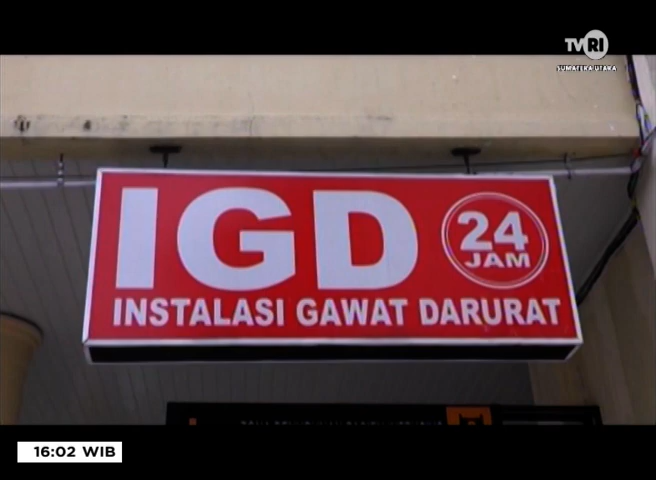 TVRI
SUMATERA UTARA
IGD
24
JAM
INSTALASI GAWAT DARURAT
16:02 WIB